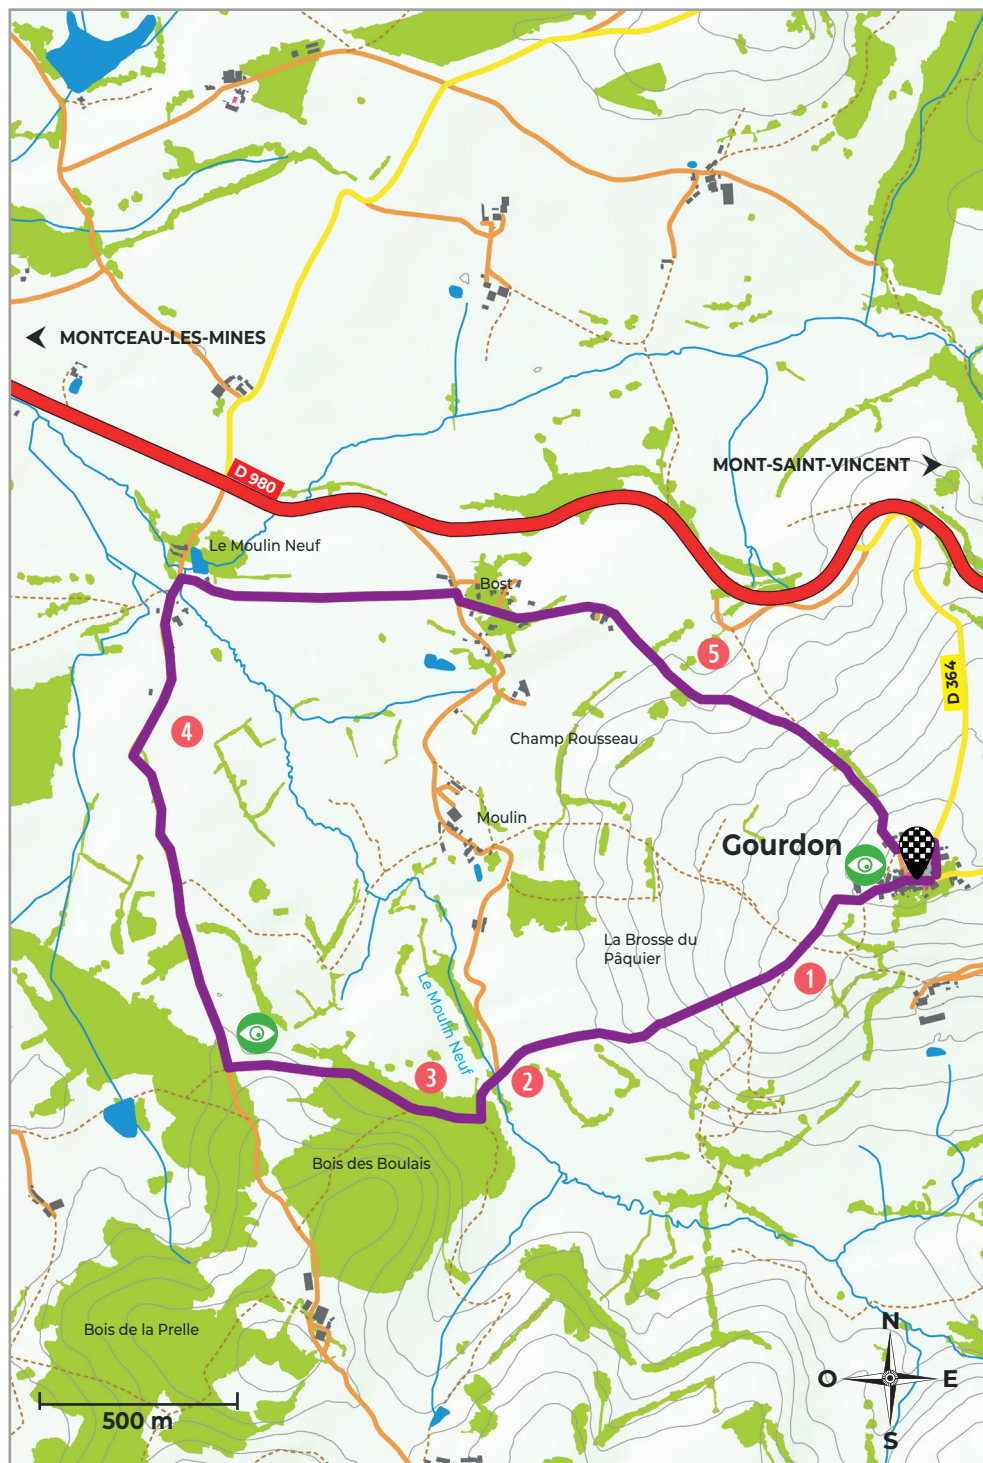 MONTCEAU-LES-MINES
MONT-SAINT-VINCENT
D 980
Le Moulin Neuf
Bost
5
D 364
4
Champ Rousseau
Moulin
Gourdon
La Brosse du
Pâquier
1
Le Moulin Neuf
3
2
Bois des Boulais
Bois de la Prelle
N
O
E
S
500 m